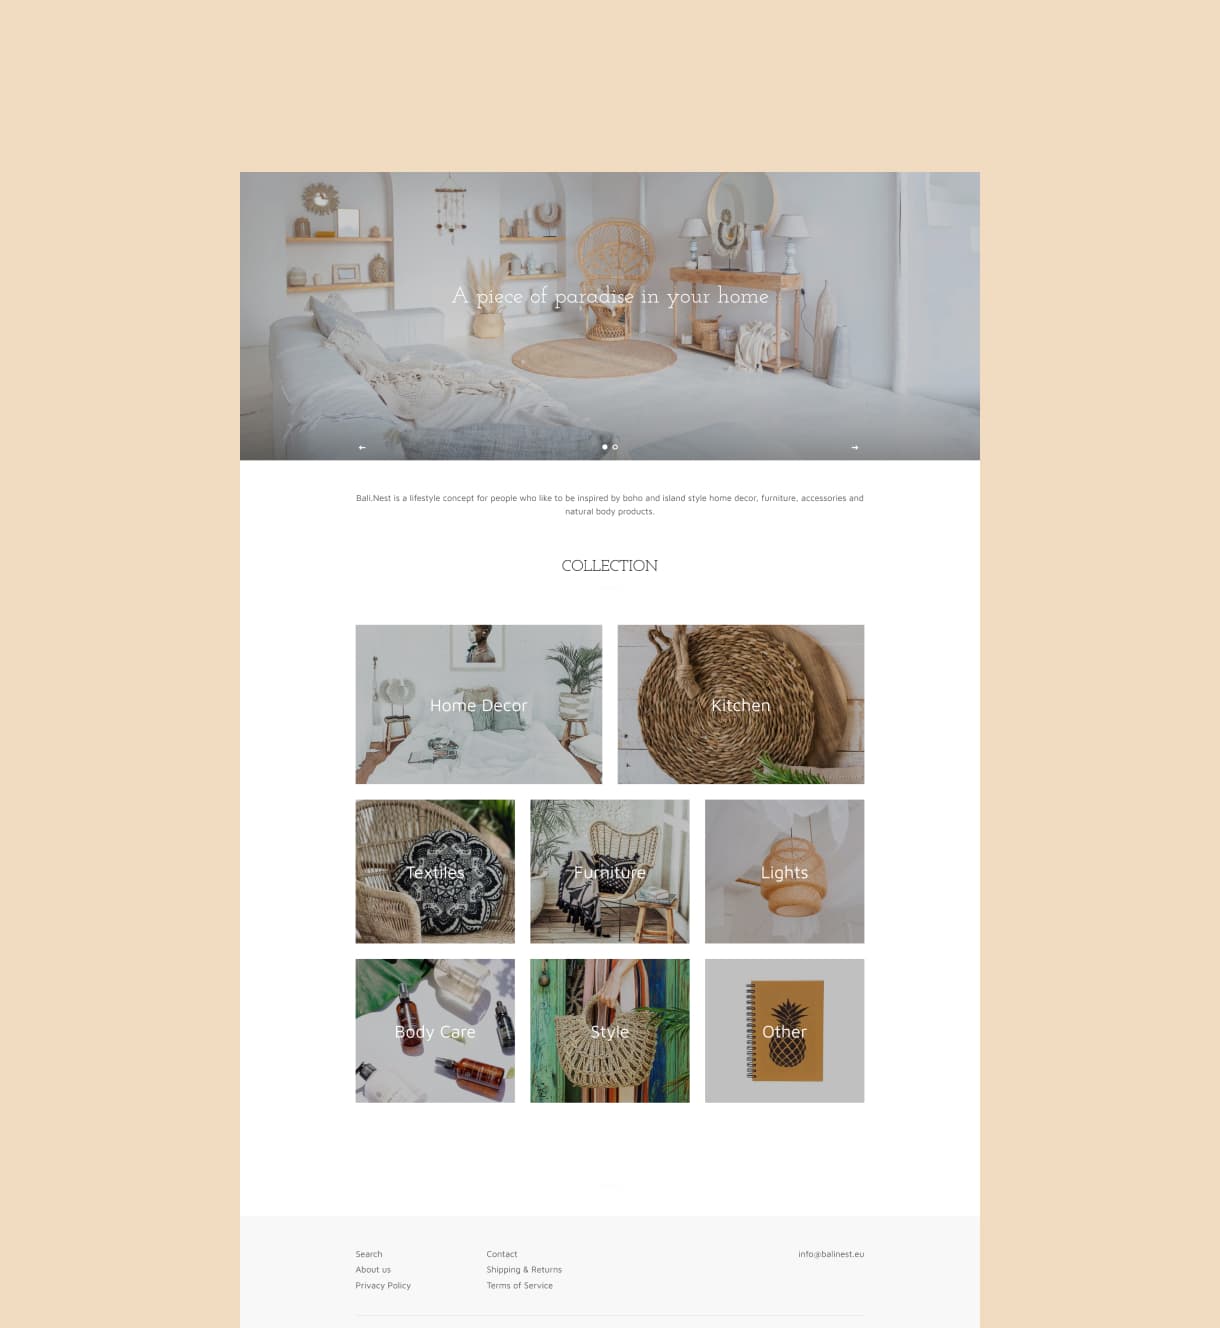 A piece of paradise in your home
Bali.Nest is a lifestyle concept for people who like to be inspired by boho and island style home decor, furniture, accessories and
natural body products.
COLLECTION
Home Decor
Kitchen
Textiles
Furniture
Lights
Body Care
Style
Other
Search
About us
Privacy Policy
Contact
Shipping & Returns
Terms of Service
info@balinest.eu